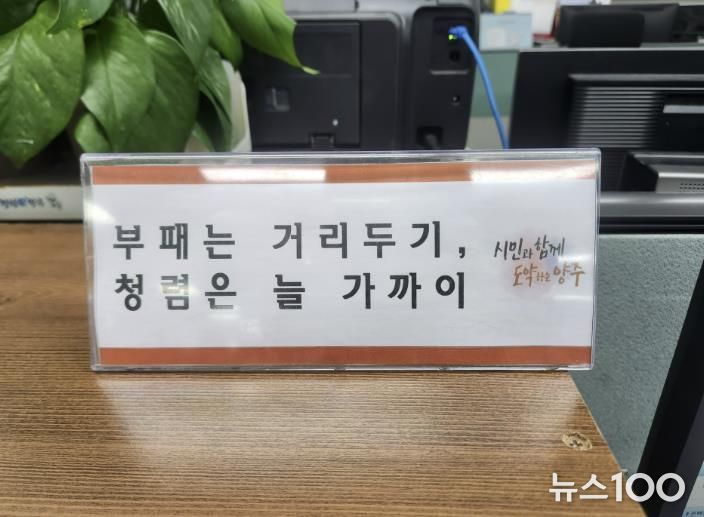 부패는 거리두기,
청렴은 늘 가까이
시민과 함께
도약하는 양주
뉴스100